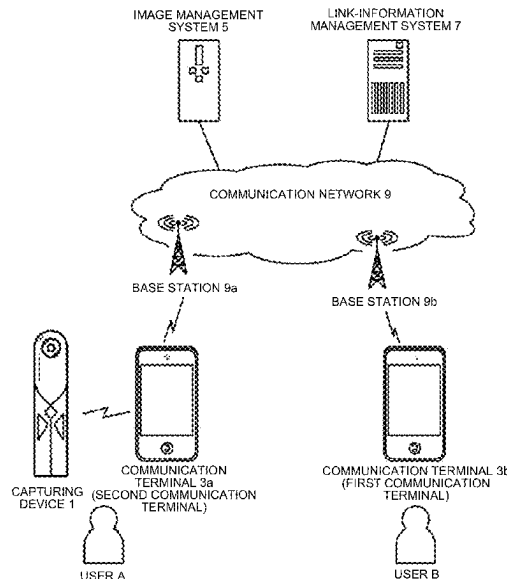 IMAGE MANAGEMENT
SYSTEM 5
LINK-INFORMATION
MANAGEMENT SYSTEM 7
COMMUNICATION NETWORK 9
BASE STATION 9a
BASE STATION 9b
CAPTURING
DEVICE 1
COMMUNICATION
TERMINAL 3a
(SECOND COMMUNICATION
TERMINAL)
COMMUNICATION TERMINAL 3b
(FIRST COMMUNICATION
TERMINAL)
USER A
USER B